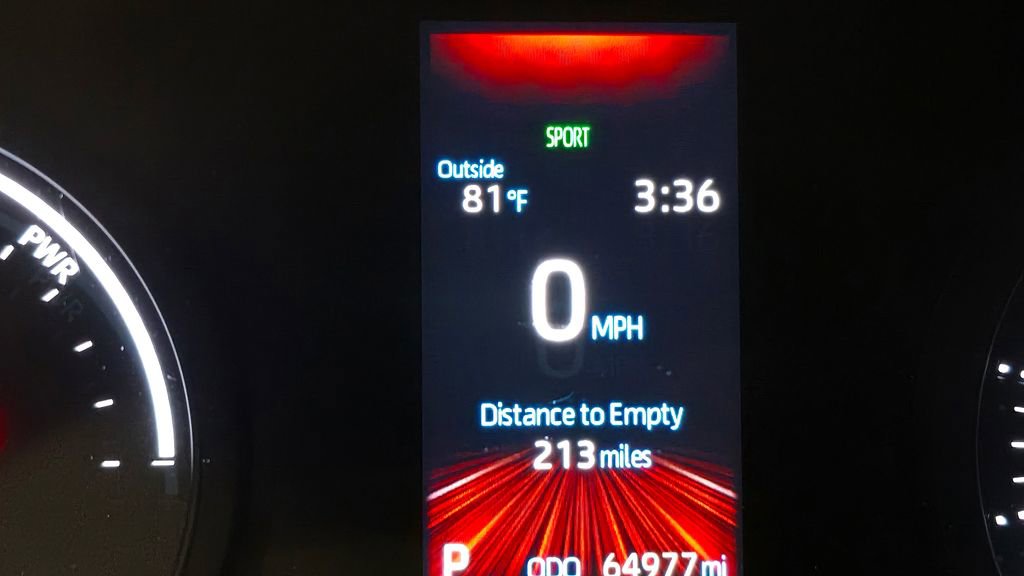 SPORT
Outside
81 °F 3:36
PWR
0 MPH
Distance to Empty
213 miles
P ODO 64977 mi